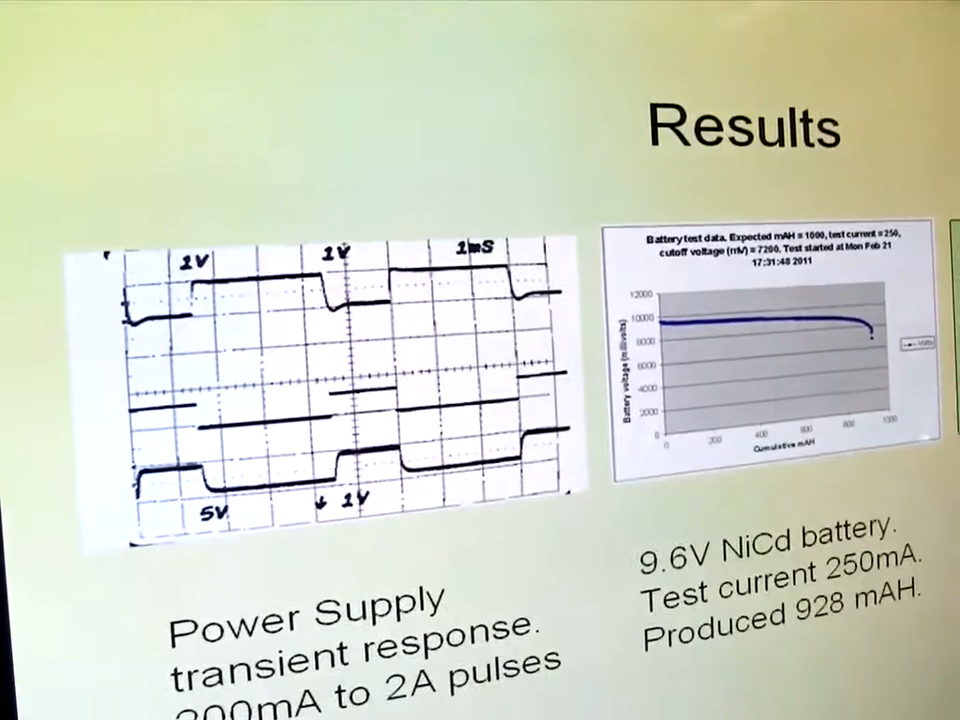 Results
1V
1V
1mS
5V
↓ 1V
Power Supply
transient response.
200mA to 2A pulses
Battery test data. Expected mAH = 1000, test current = 250,
cutoff voltage (mV) = 7200. Test started at Mon Feb 21
17:31:48 2011
Battery voltage (millivolts)
12000
10000
8000
6000
4000
2000
0
0
200
400
600
800
1000
Cumulative mAH
Volts
9.6V NiCd battery.
Test current 250mA.
Produced 928 mAH.